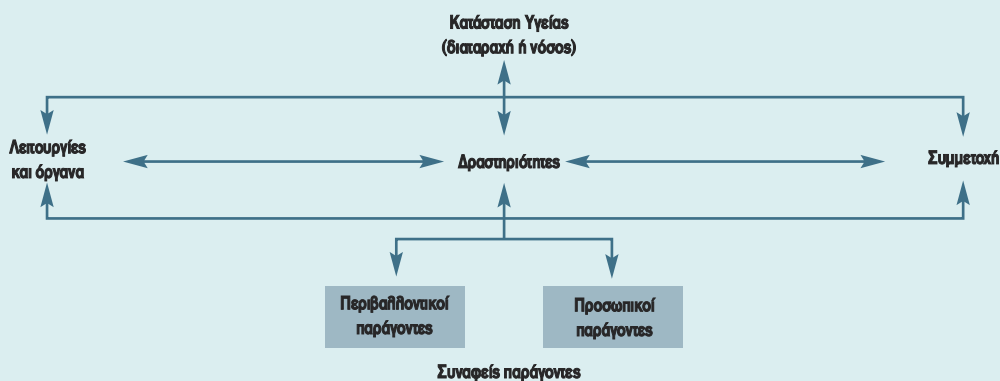 Κατάσταση Υγείας
(διαταραχή ή νόσος)
Λειτουργίες
και όργανα
Δραστηριότητες
Συμμετοχή
Περιβαλλοντικοί
παράγοντες
Προσωπικοί
παράγοντες
Συναφείς παράγοντες